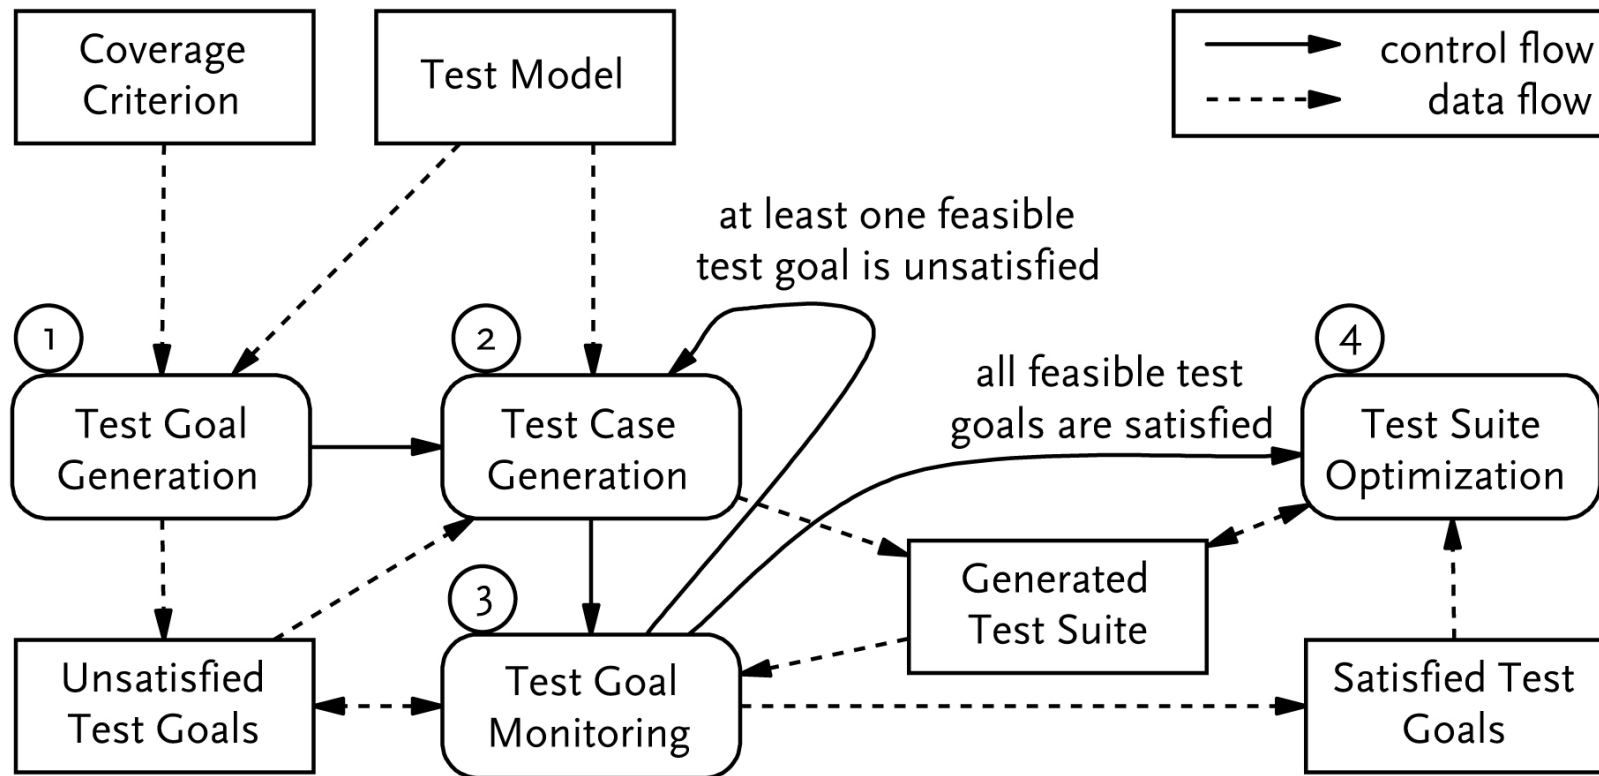 Coverage
Criterion
Test Model
control flow
data flow
at least one feasible
test goal is unsatisfied
1
2
4
all feasible test
goals are satisfied
Test Goal
Generation
Test Case
Generation
Test Suite
Optimization
3
Generated
Test Suite
Unsatisfied
Test Goals
Test Goal
Monitoring
Satisfied Test
Goals